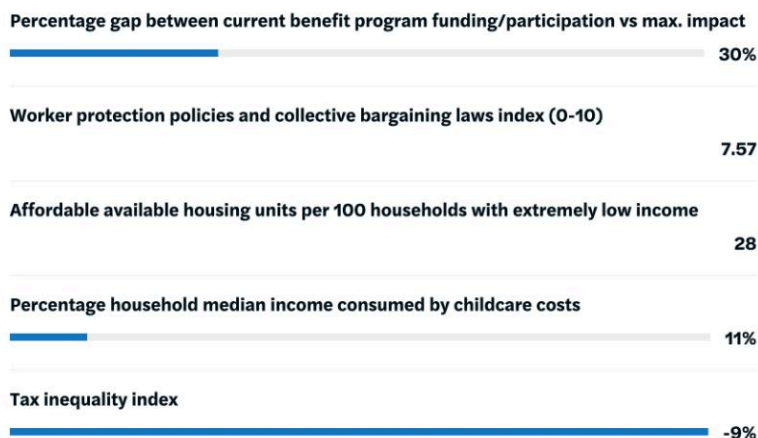 Percentage gap between current benefit program funding/participation vs max. impact
30%
Worker protection policies and collective bargaining laws index (0-10)
7.57
Affordable available housing units per 100 households with extremely low income
28
Percentage household median income consumed by childcare costs
11%
Tax inequality index
-9%